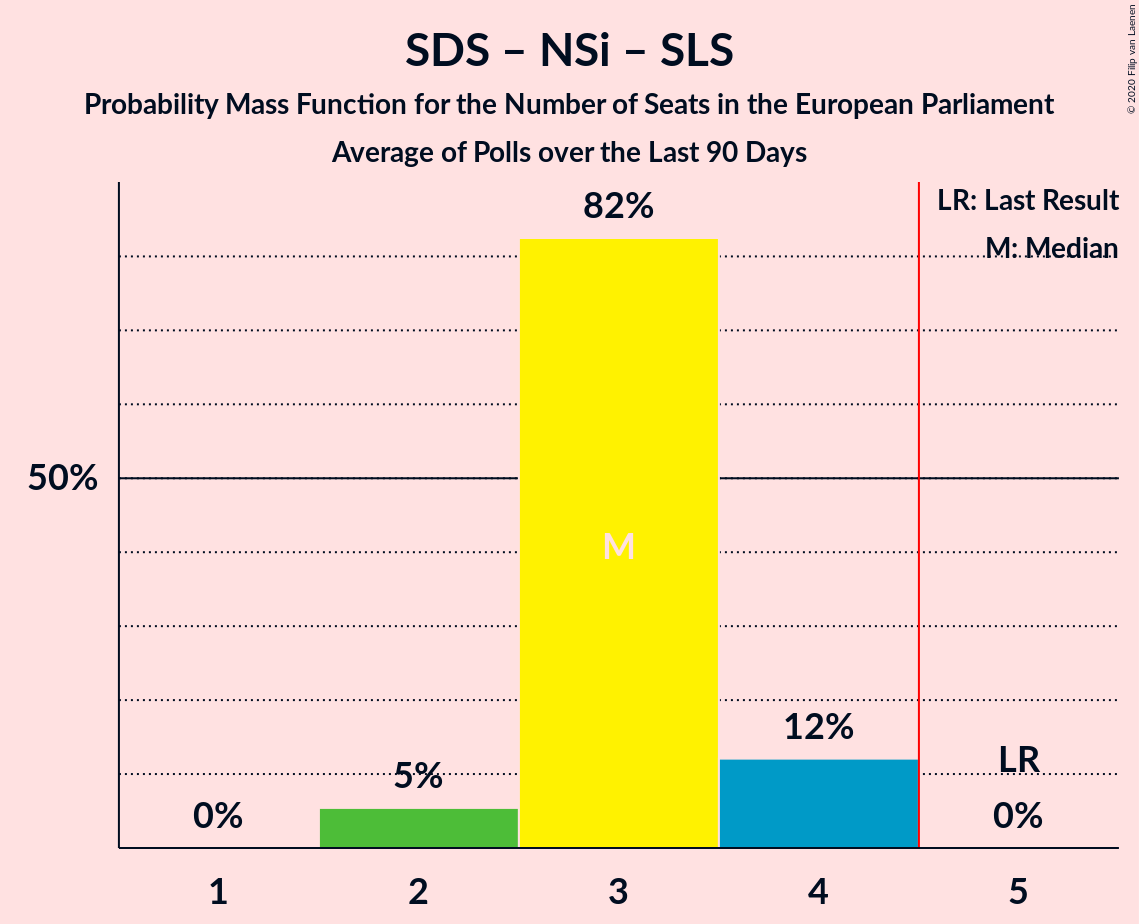 SDS – NSi – SLS
Probability Mass Function for the Number of Seats in the European Parliament
Average of Polls over the Last 90 Days
© 2020 Filip van Laenen
LR: Last Result
M: Median
82%
50%
M
12%
5%
LR
0%
0%
1 2 3 4 5